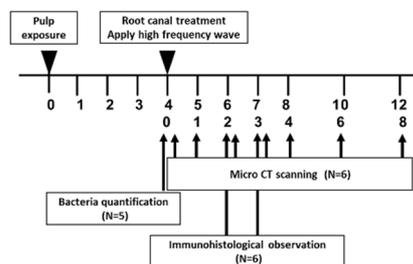 Pulp
exposure
Root canal treatment
Apply high frequency wave
0 1 2 3 4 5 6 7 8 10 12
0 1 2 3 4 6 8
Micro CT scanning (N=6)
Bacteria quantification
(N=5)
Immunohistological observation
(N=6)